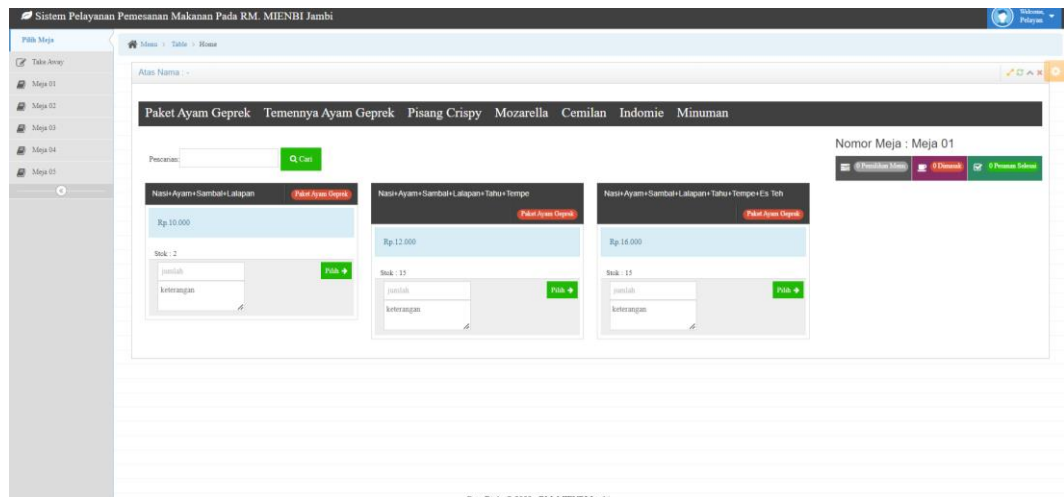 Sistem Pelayanan Pemesanan Makanan Pada RM. MIENBI Jambi
Welcome,
Pelayan
Pilih Meja
Take Away
Meja 01
Meja 02
Meja 03
Meja 04
Meja 05
Menu > Table > Home
Atas Nama : -
Paket Ayam Geprek Temennya Ayam Geprek Pisang Crispy Mozarella Cemilan Indomie Minuman
Pencarian:
Cari
Nomor Meja : Meja 01
0 Pemilihan Menu
0 Dimasak
0 Pesanan Selesai
Nasi+Ayam+Sambal+Lalapan
Paket Ayam Geprek
Rp.10.000
Stok : 2
jumlah
Pilih
keterangan
Nasi+Ayam+Sambal+Lalapan+Tahu+Tempe
Paket Ayam Geprek
Rp.12.000
Stok : 15
jumlah
Pilih
keterangan
Nasi+Ayam+Sambal+Lalapan+Tahu+Tempe+Es Teh
Paket Ayam Geprek
Rp.16.000
Stok : 15
jumlah
Pilih
keterangan